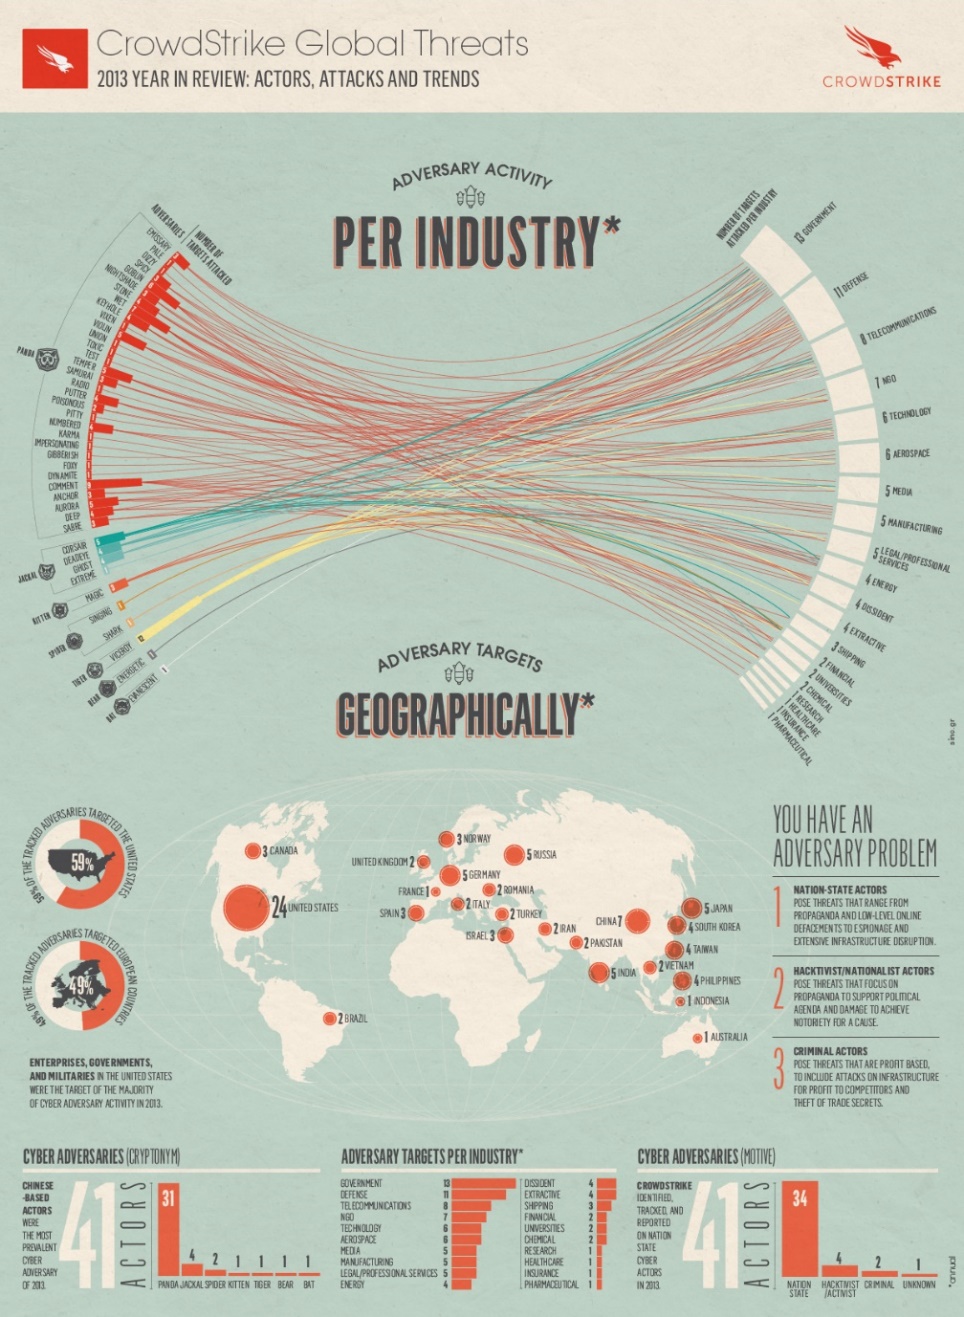 CrowdStrike Global Threats
2013 YEAR IN REVIEW: ACTORS, ATTACKS AND TRENDS
CROWDSTRIKE
ADVERSARY ACTIVITY
PER INDUSTRY*
ADVERSARIES
NUMBER OF
TARGETS ATTACKED
EMISSARY
PALE
DIZZY
SPICY
GOBLIN
NIGHTSHADE
STONE
WET
KEYHOLE
VIXEN
VIOLIN
UNION
TOXIC
TEST
TEMPER
SAMURAI
RADIO
PUTTER
POISONOUS
PITTY
NUMBERED
KARMA
IMPERSONATING
GIBBERISH
FOXY
DYNAMITE
COMMENT
ANCHOR
AURORA
DEEP
SABRE
PANDA
CORSAIR
DEADEYE
GHOST
EXTREME
JACKAL
MAGIC
KITTEN
SINGING
SHARK
SPIDER
VICEROY
TIGER
ENERGETIC
BEAR
BAT
NUMBER OF TARGETS
ATTACKED PER INDUSTRY
13 GOVERNMENT
11 DEFENSE
8 TELECOMMUNICATIONS
7 NGO
6 TECHNOLOGY
6 AEROSPACE
5 MEDIA
5 MANUFACTURING
5 LEGAL/PROFESSIONAL
SERVICES
4 ENERGY
4 DISSIDENT
4 EXTRACTIVE
3 SHIPPING
2 FINANCIAL
2 UNIVERSITIES
2 CHEMICAL
1 RESEARCH
1 HEALTHCARE
1 INSURANCE
1 PHARMACEUTICAL
ADVERSARY TARGETS
GEOGRAPHICALLY*
sino.gr
59% OF THE TRACKED ADVERSARIES TARGETED THE UNITED STATES
59%
49% OF THE TRACKED ADVERSARIES TARGETED EUROPEAN COUNTRIES
49%
ENTERPRISES, GOVERNMENTS,
AND MILITARIES IN THE UNITED STATES
WERE THE TARGET OF THE MAJORITY
OF CYBER ADVERSARY ACTIVITY IN 2013.
3 CANADA
24 UNITED STATES
2 BRAZIL
3 NORWAY
UNITED KINGDOM 2
5 RUSSIA
5 GERMANY
FRANCE 1
2 ROMANIA
2 ITALY
SPAIN 3
2 TURKEY
ISRAEL 3
2 IRAN
2 PAKISTAN
CHINA 7
5 JAPAN
4 SOUTH KOREA
4 TAIWAN
5 INDIA
2 VIETNAM
4 PHILIPPINES
1 INDONESIA
1 AUSTRALIA
YOU HAVE AN
ADVERSARY PROBLEM
1 NATION-STATE ACTORS
POSE THREATS THAT RANGE FROM
PROPAGANDA AND LOW-LEVEL ONLINE
DEFACEMENTS TO ESPIONAGE AND
EXTENSIVE INFRASTRUCTURE DISRUPTION.
2 HACKTIVIST/NATIONALIST ACTORS
POSE THREATS THAT FOCUS ON
PROPAGANDA TO SUPPORT POLITICAL
AGENDA AND DAMAGE TO ACHIEVE
NOTORIETY FOR A CAUSE.
3 CRIMINAL ACTORS
POSE THREATS THAT ARE PROFIT BASED,
TO INCLUDE ATTACKS ON INFRASTRUCTURE
FOR PROFIT TO COMPETITORS AND
THEFT OF TRADE SECRETS.
CYBER ADVERSARIES (CRYPTONYM)
CHINESE
-BASED
ACTORS
WERE
THE MOST
PREVALENT
CYBER
ADVERSARY
OF 2013.
41 ACTORS
31 4 2 1 1 1 1
PANDA JACKAL SPIDER KITTEN TIGER BEAR BAT
ADVERSARY TARGETS PER INDUSTRY*
GOVERNMENT 13
DEFENSE 11
TELECOMMUNICATIONS 8
NGO 7
TECHNOLOGY 6
AEROSPACE 6
MEDIA 5
MANUFACTURING 5
LEGAL/PROFESSIONAL SERVICES 5
ENERGY 4
DISSIDENT 4
EXTRACTIVE 4
SHIPPING 3
FINANCIAL 2
UNIVERSITIES 2
CHEMICAL 2
RESEARCH 1
HEALTHCARE 1
INSURANCE 1
PHARMACEUTICAL 1
CYBER ADVERSARIES (MOTIVE)
CROWDSTRIKE
IDENTIFIED,
TRACKED, AND
REPORTED
ON NATION
STATE
CYBER
ACTORS
IN 2013.
41 ACTORS
34 4 2 1
NATION
STATE
HACKTIVIST
/ACTIVIST
CRIMINAL
UNKNOWN
*annual